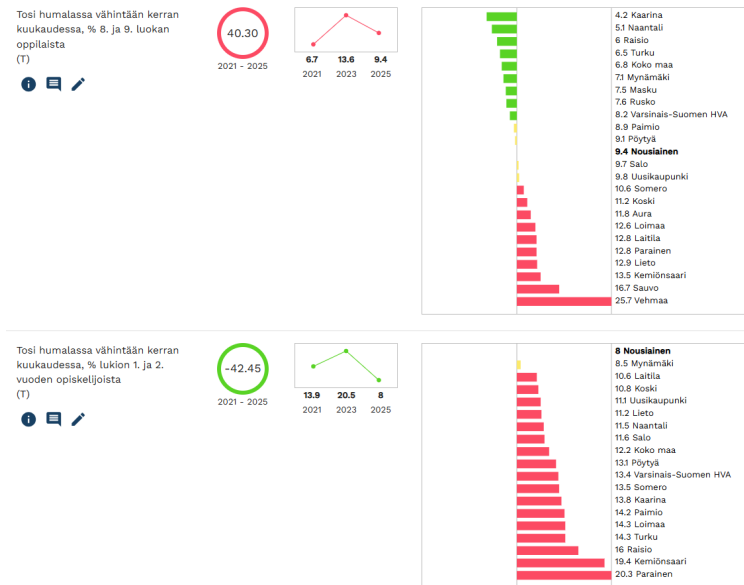 Tosi humalassa vähintään kerran
kuukaudessa, % 8. ja 9. luokan
oppilaista
(T)
40.30
2021 - 2025
6.7 13.6 9.4
2021 2023 2025
4.2 Kaarina
5.1 Naantali
6 Raisio
6.5 Turku
6.8 Koko maa
7.1 Mynämäki
7.5 Masku
7.6 Rusko
8.2 Varsinais-Suomen HVA
8.9 Paimio
9.1 Pöytyä
9.4 Nousiainen
9.7 Salo
9.8 Uusikaupunki
10.6 Somero
11.2 Koski
11.8 Aura
12.6 Loimaa
12.8 Laitila
12.8 Parainen
12.9 Lieto
13.5 Kemiönsaari
16.7 Sauvo
25.7 Vehmaa
Tosi humalassa vähintään kerran
kuukaudessa, % lukion 1. ja 2.
vuoden opiskelijoista
(T)
-42.45
2021 - 2025
13.9 20.5 8
2021 2023 2025
8 Nousiainen
8.5 Mynämäki
10.6 Laitila
10.8 Koski
11.1 Uusikaupunki
11.2 Lieto
11.5 Naantali
11.6 Salo
12.2 Koko maa
13.1 Pöytyä
13.4 Varsinais-Suomen HVA
13.5 Somero
13.8 Kaarina
14.2 Paimio
14.3 Loimaa
14.3 Turku
16 Raisio
19.4 Kemiönsaari
20.3 Parainen